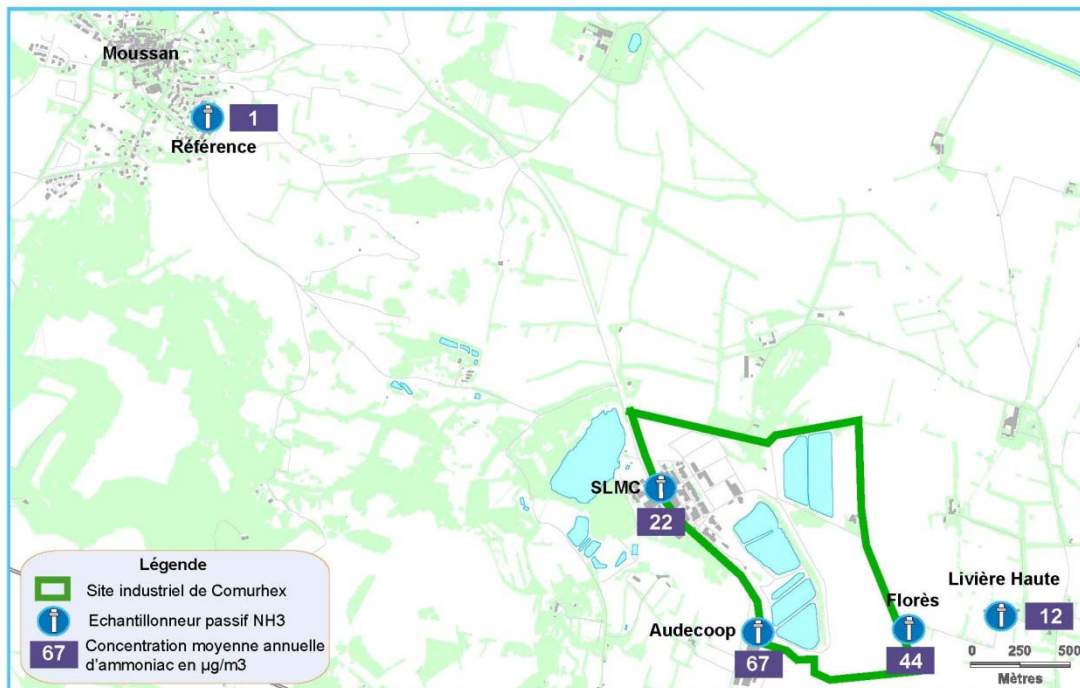 Moussan
1
Référence
SLMC
22
Livière Haute
12
Florès
44
Audecoop
67
0 250 500
Mètres
Légende
Site industriel de Comurhex
Echantillonneur passif NH3
67
Concentration moyenne annuelle
d'ammoniac en µg/m3